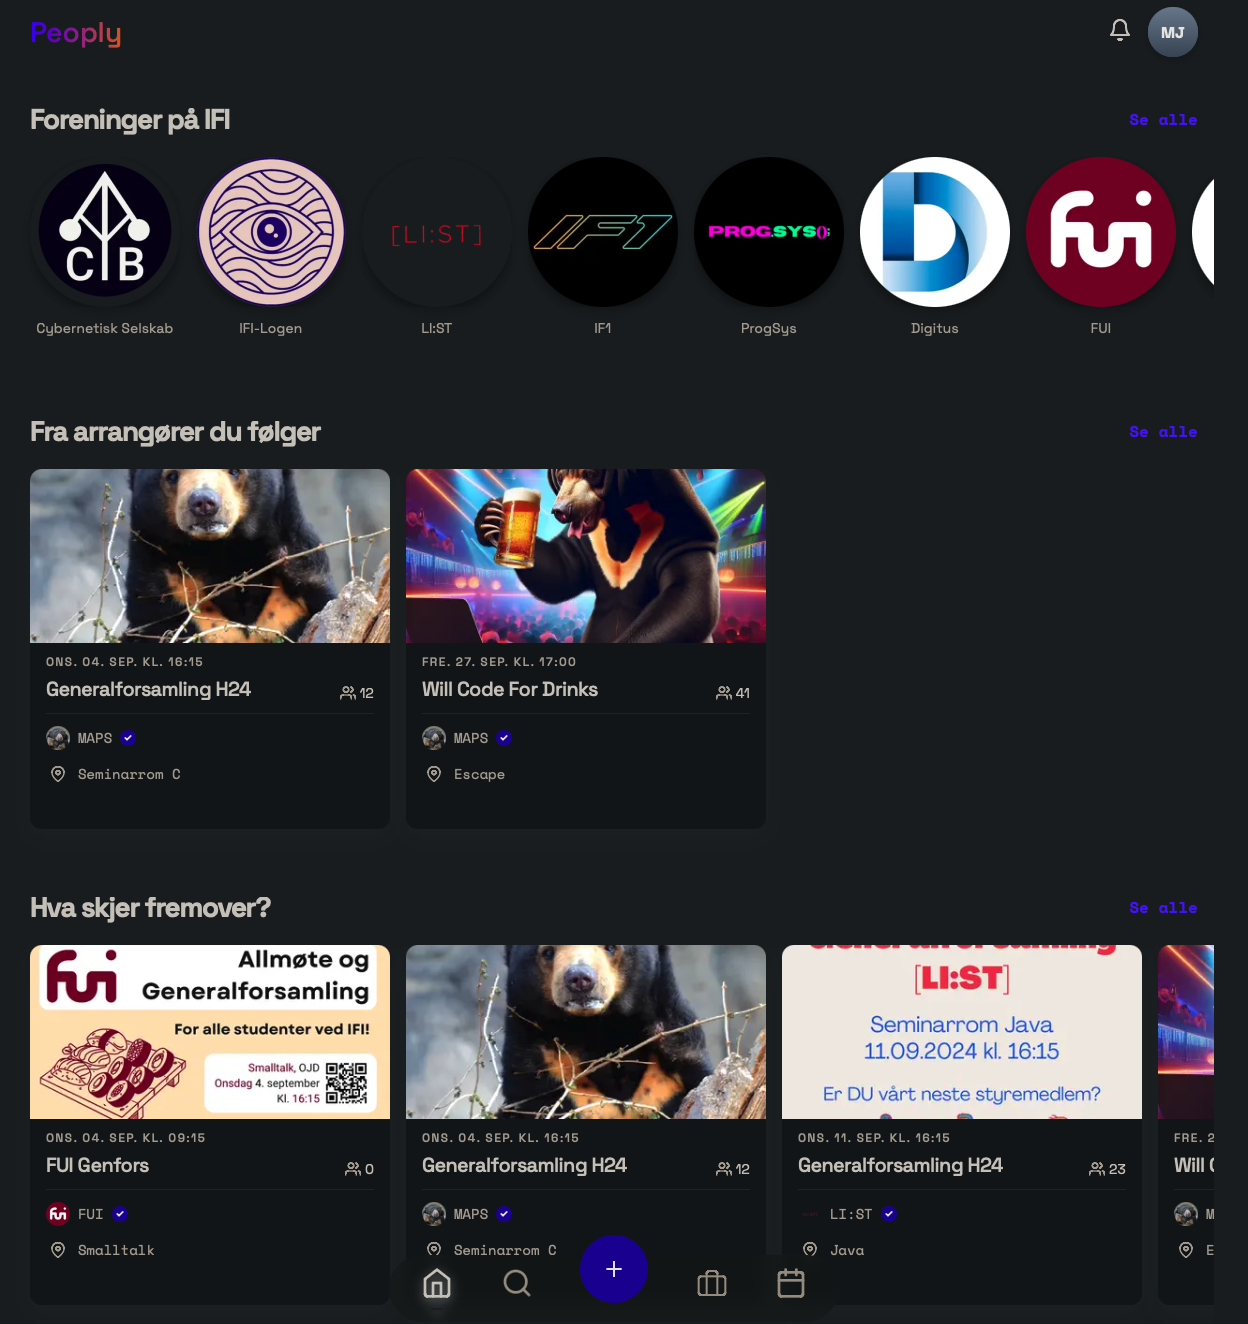 Peoply
MJ
Foreninger på IFI
Se alle
C B
[LI:ST]
IF1
PROG.SYS();
D
fui
Cybernetisk Selskab
IFI-Logen
LI:ST
IF1
ProgSys
Digitus
FUI
Fra arrangører du følger
Se alle
ONS. 04. SEP. KL. 16:15
Generalforsamling H24
12
MAPS
Seminarrom C
FRE. 27. SEP. KL. 17:00
Will Code For Drinks
41
MAPS
Escape
Hva skjer fremover?
Se alle
fui
Allmøte og
Generalforsamling
For alle studenter ved IFI!
Smalltalk, OJD
Onsdag 4. september
Kl. 16:15
ONS. 04. SEP. KL. 09:15
FUI Genfors
0
fui
FUI
Smalltalk
ONS. 04. SEP. KL. 16:15
Generalforsamling H24
12
MAPS
Seminarrom C
Generalforsamling
[LI:ST]
Seminarrom Java
11.09.2024 kl. 16:15
Er DU vårt neste styremedlem?
ONS. 11. SEP. KL. 16:15
Generalforsamling H24
23
LI:ST
Java
FRE. 2
Will C
M
E